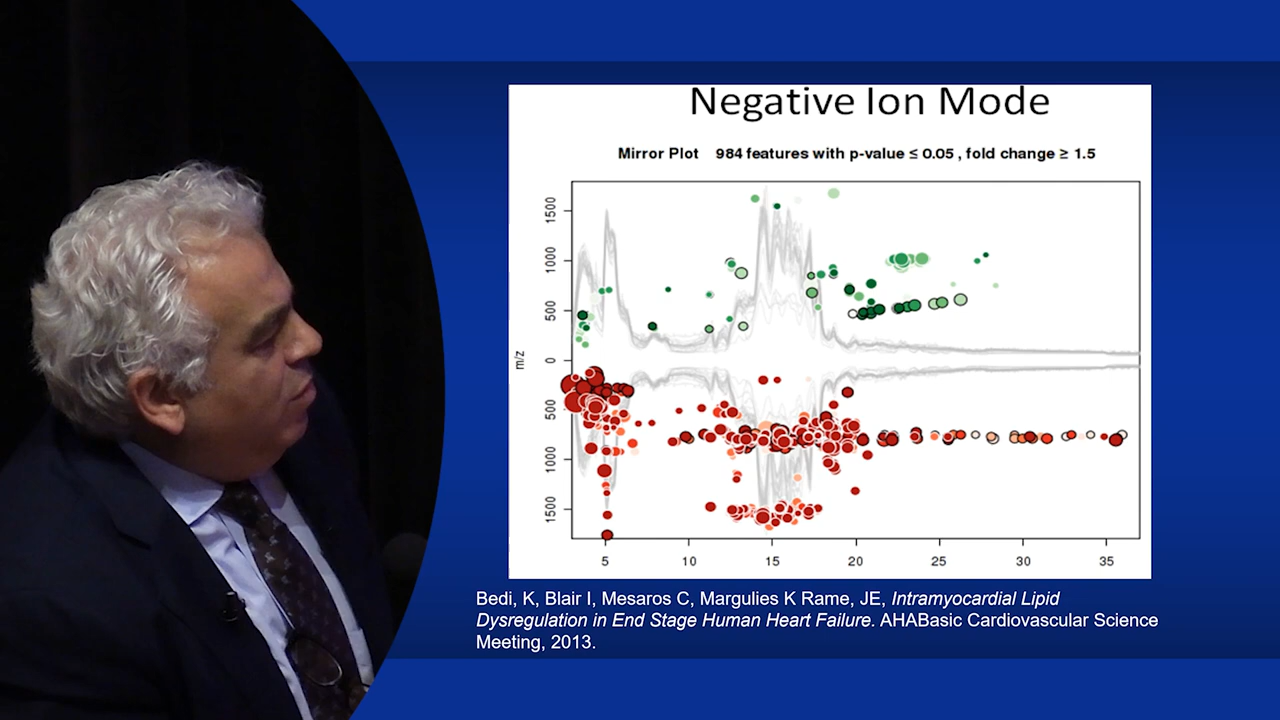 Negative Ion Mode
Mirror Plot 984 features with p-value ≤ 0.05 , fold change ≥ 1.5
1500
1000
500
0
500
1000
1500
m/z
5 10 15 20 25 30 35
Bedi, K, Blair I, Mesaros C, Margulies K Rame, JE, Intramyocardial Lipid
Dysregulation in End Stage Human Heart Failure. AHABasic Cardiovascular Science
Meeting, 2013.